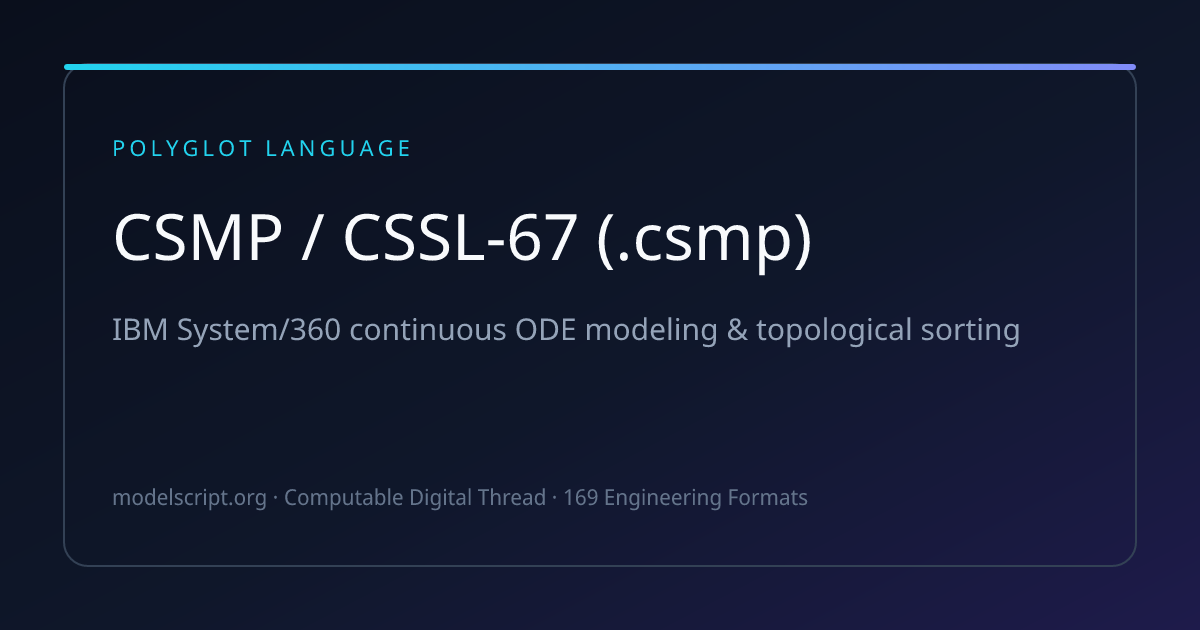 POLYGLOT LANGUAGE
CSMP / CSSL-67 (.csmp)
IBM System/360 continuous ODE modeling & topological sorting
modelscript.org · Computable Digital Thread · 169 Engineering Formats